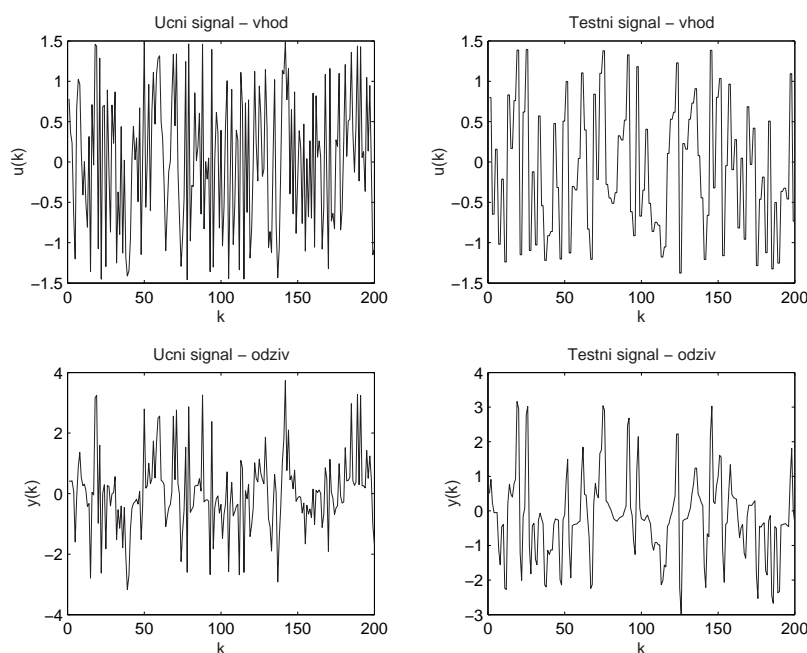 Ucni signal – vhod
1.5
1
0.5
0
−0.5
−1
−1.5
u(k)
0 50 100 150 200
k
Testni signal – vhod
1.5
1
0.5
0
−0.5
−1
−1.5
u(k)
0 50 100 150 200
k
Ucni signal – odziv
4
2
0
−2
−4
y(k)
0 50 100 150 200
k
Testni signal – odziv
4
3
2
1
0
−1
−2
−3
y(k)
0 50 100 150 200
k